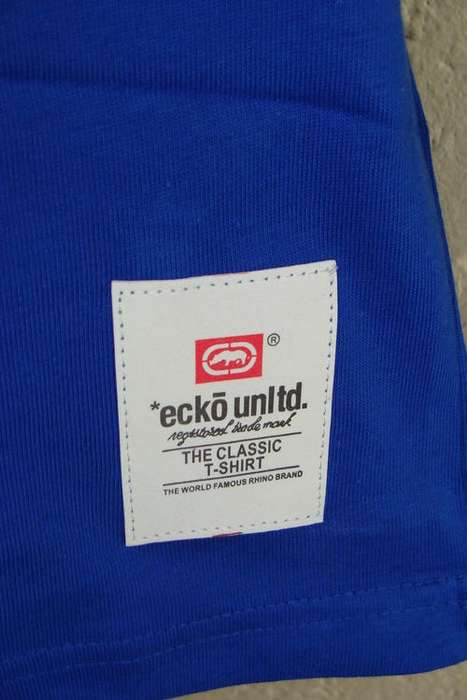 ®
*eckō unltd.
registered trade mark
THE CLASSIC
T-SHIRT
THE WORLD FAMOUS RHINO BRAND